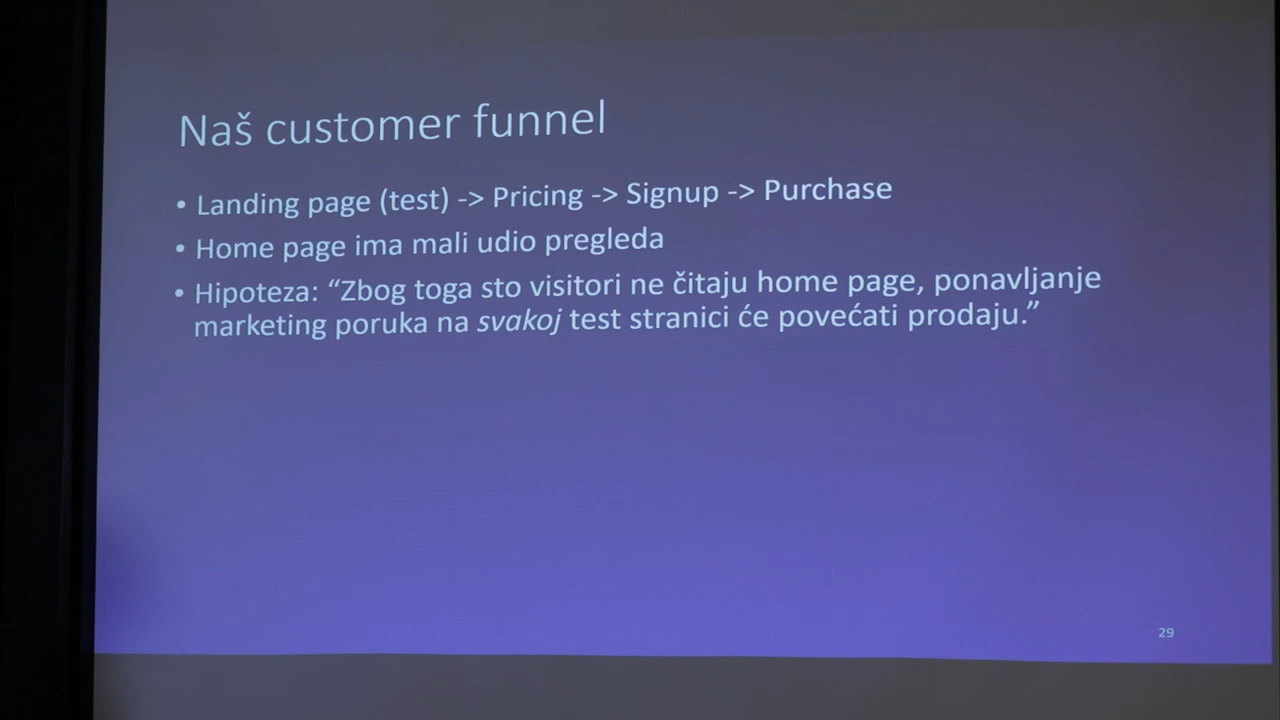 Naš customer funnel
• Landing page (test) -> Pricing -> Signup -> Purchase
• Home page ima mali udio pregleda
• Hipoteza: “Zbog toga sto visitori ne čitaju home page, ponavljanje
marketing poruka na svakoj test stranici će povećati prodaju.”
29